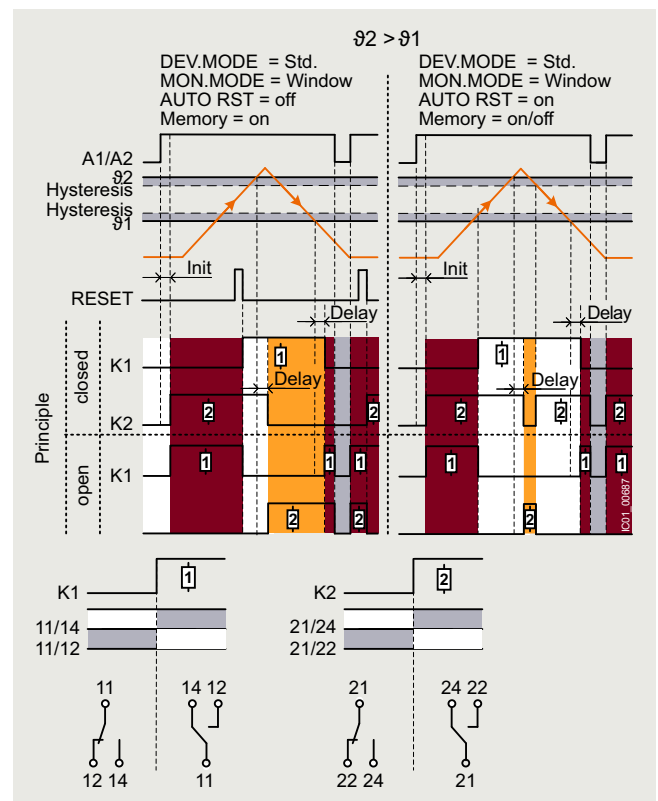 ϑ2 > ϑ1
DEV.MODE = Std.
MON.MODE = Window
AUTO RST = off
Memory = on
DEV.MODE = Std.
MON.MODE = Window
AUTO RST = on
Memory = on/off
A1/A2
ϑ2
Hysteresis
Hysteresis
ϑ1
Init
Init
RESET
Delay
Delay
Principle
closed
K1
1
1
Delay
Delay
K2
2
2
2
2
2
open
K1
1
1
1
1
1
1
2
2
2
IC01_00687
K1
1
11/14
11/12
K2
2
21/24
21/22
11
14 12
12 14
11
21
24 22
22 24
21